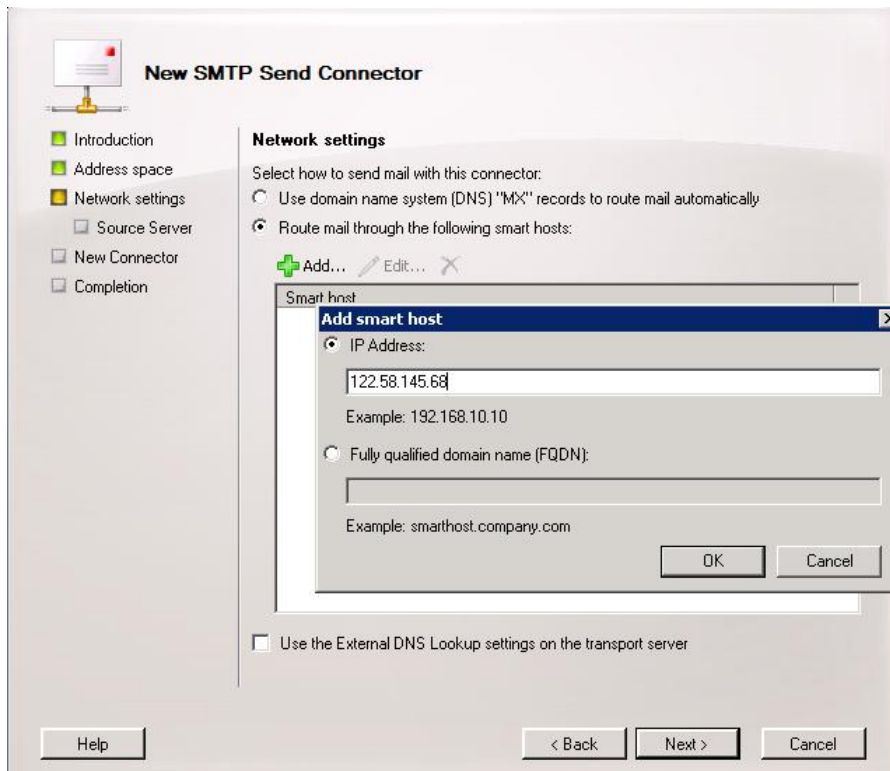 New SMTP Send Connector
Introduction
Address space
Network settings
Source Server
New Connector
Completion
Network settings
Select how to send mail with this connector:
Use domain name system (DNS) "MX" records to route mail automatically
Route mail through the following smart hosts:
Add... Edit...
Smart host
Add smart host
IP Address:
122.58.145.68
Example: 192.168.10.10
Fully qualified domain name (FQDN):
Example: smarthost.company.com
OK Cancel
Use the External DNS Lookup settings on the transport server
Help < Back Next > Cancel